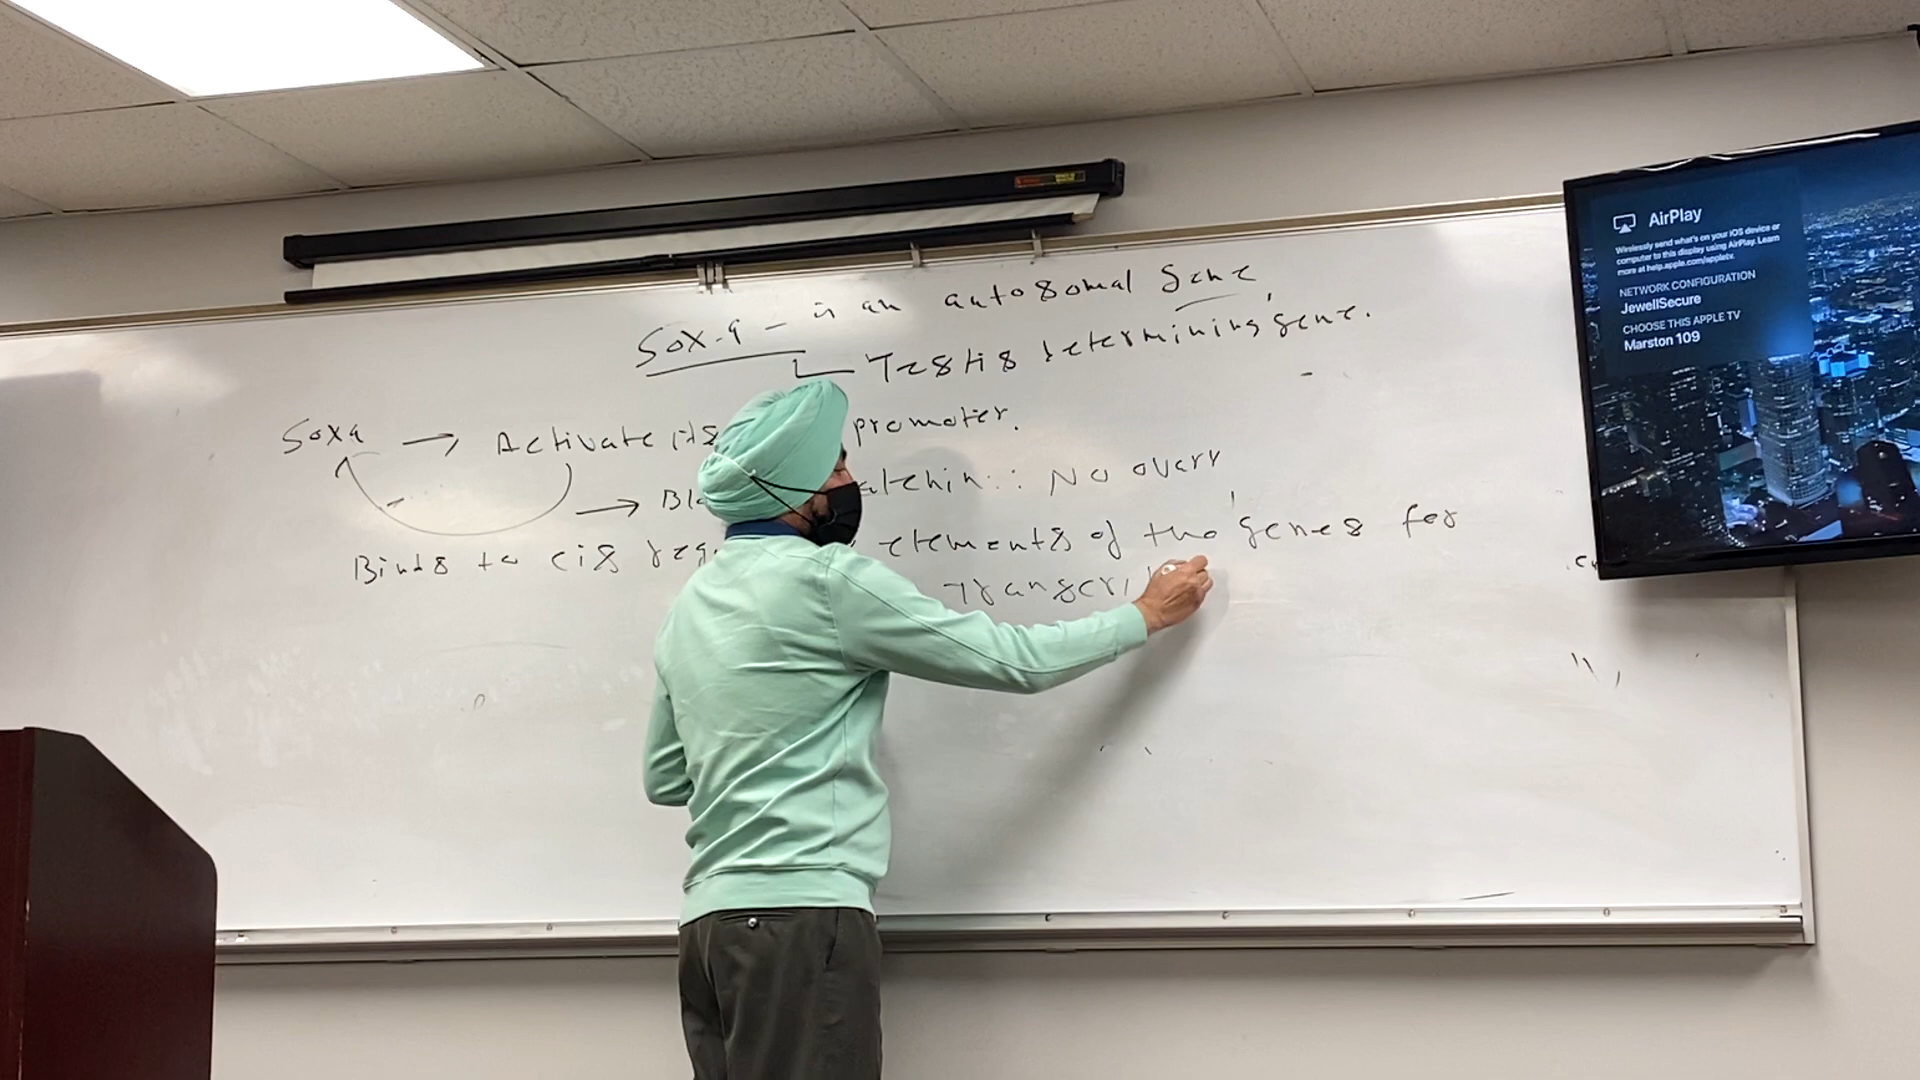 Sox-9 - is an autosomal gene,
Testis determining gene.
Sox9 → Activate its promoter.
→ No ovary
Binds to cis elements of the genes for
AirPlay
Wirelessly send what's on your iOS device or
computer to this display using AirPlay. Learn
more at help.apple.com/appletv.
NETWORK CONFIGURATION
JewellSecure
CHOOSE THIS APPLE TV
Marston 109